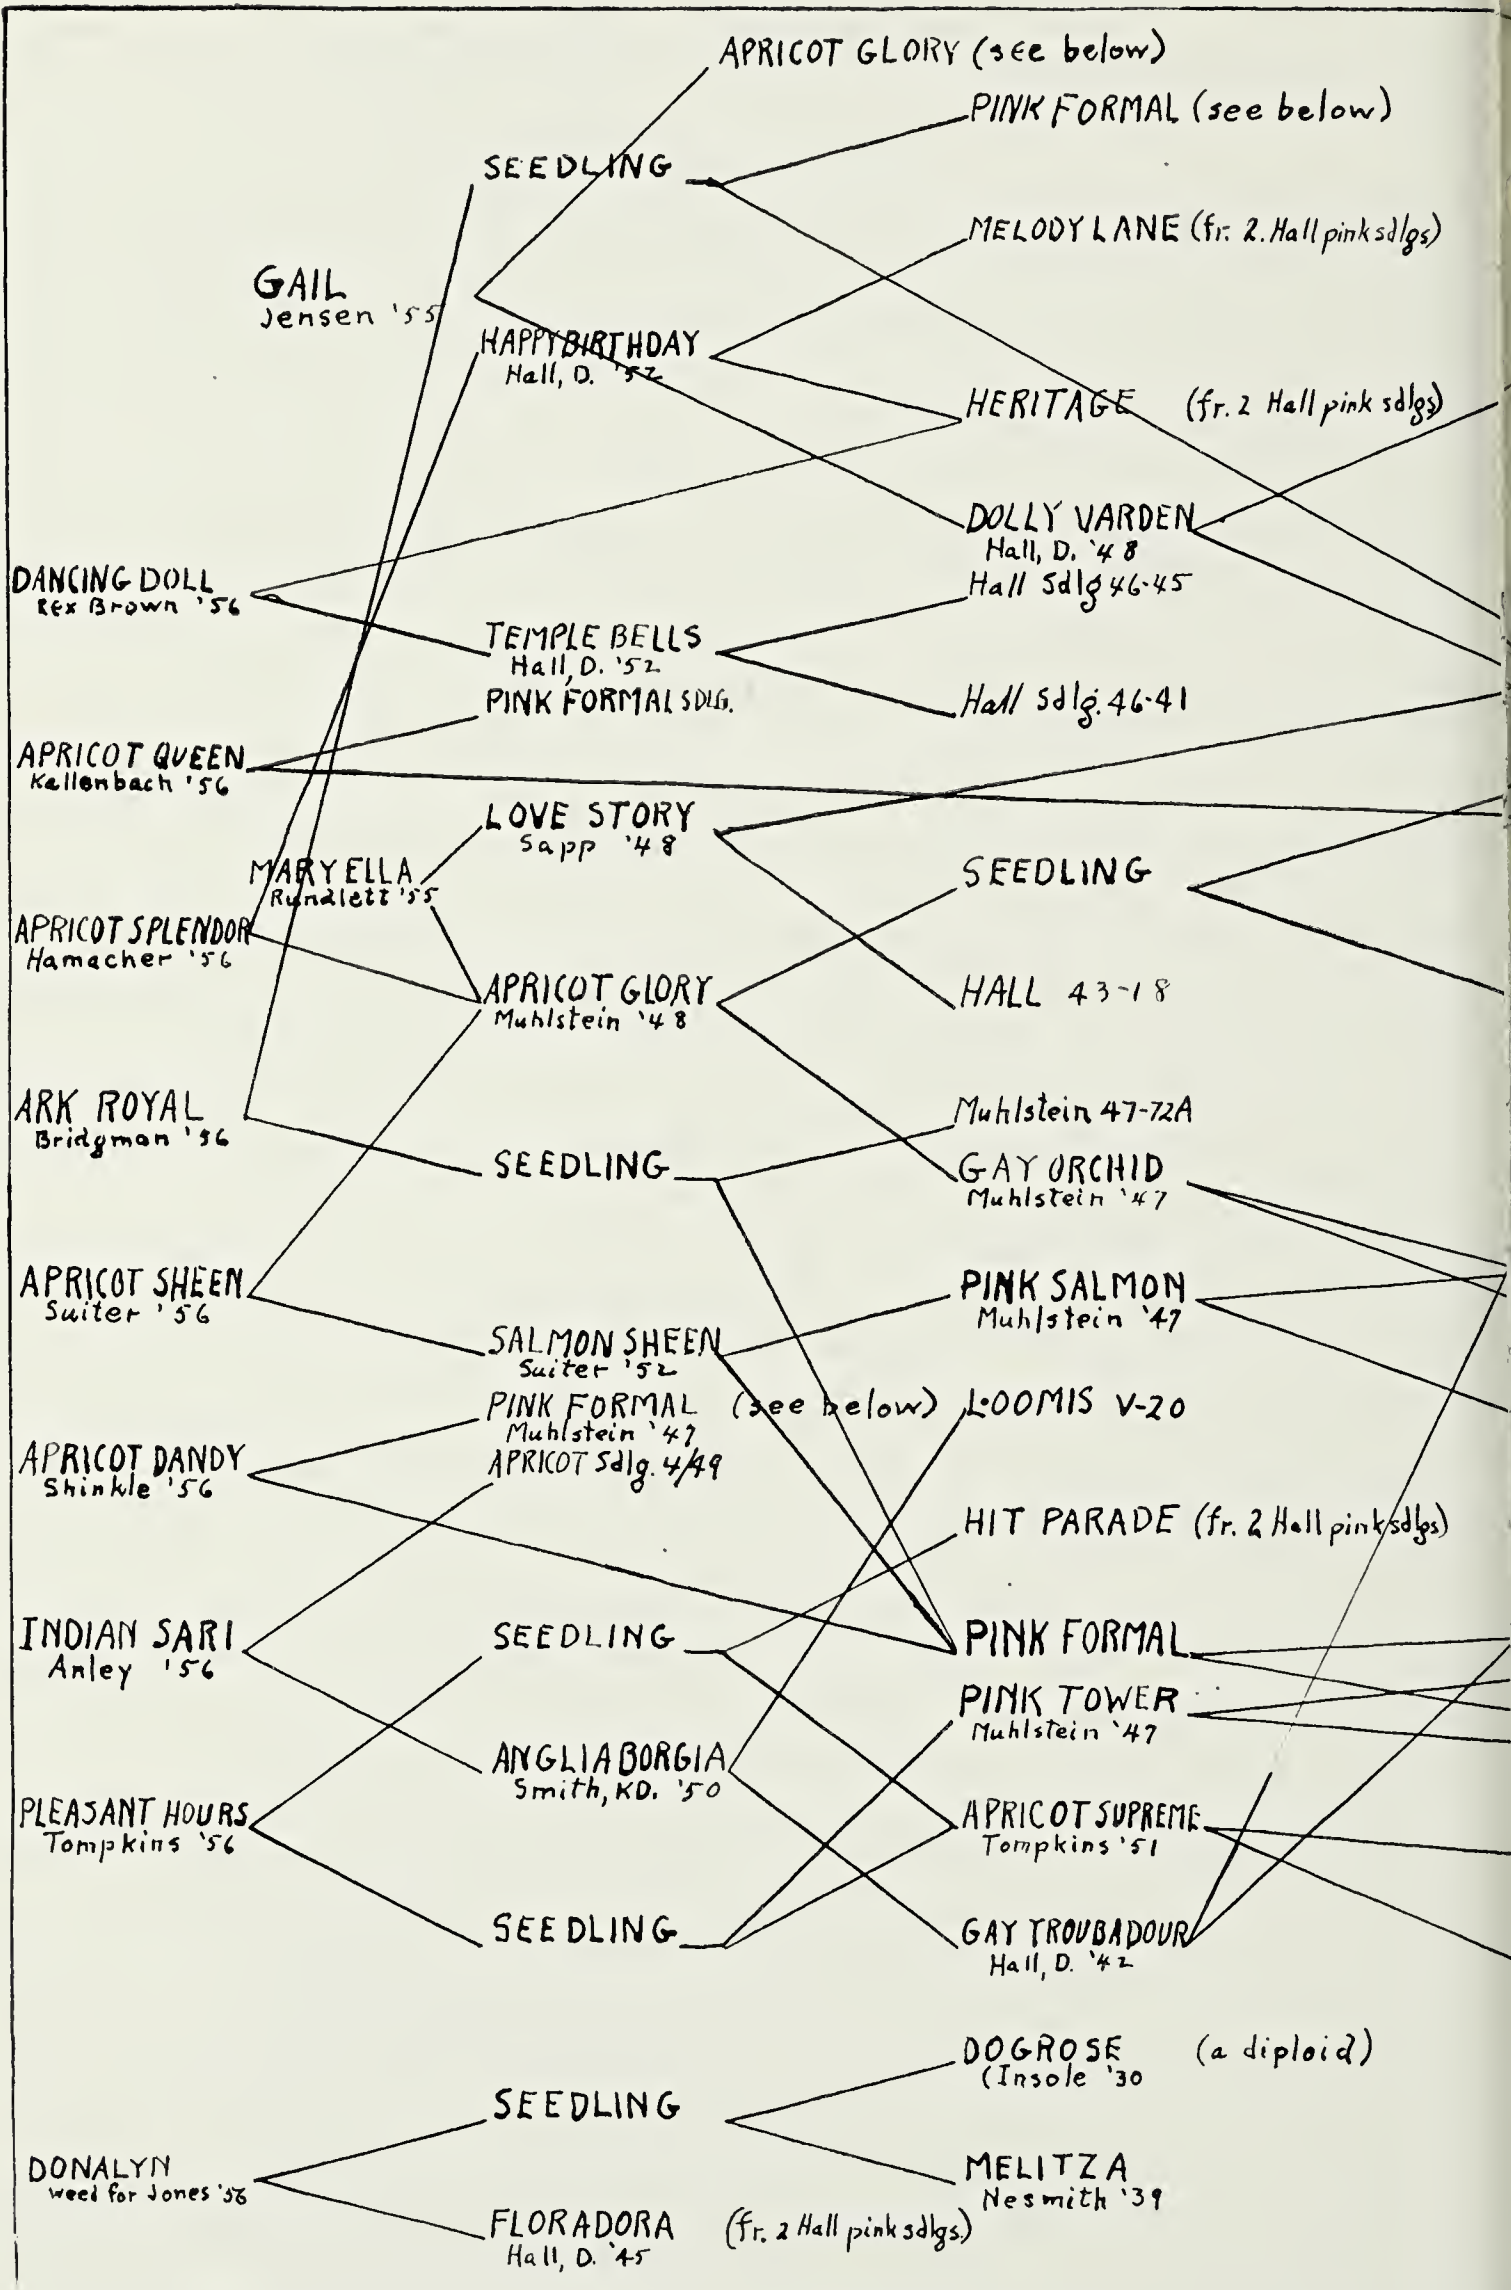 APRICOT GLORY (see below)
PINK FORMAL (see below)
SEEDLING
MELODY LANE (fr. 2. Hall pink sdlgs)
GAIL
Jensen '55
HAPPY BIRTHDAY
Hall, D. '52
HERITAGE (fr. 2 Hall pink sdlgs)
DOLLY VARDEN
Hall, D. '48
DANCING DOLL
Rex Brown '56
Hall Sdlg 46-45
TEMPLE BELLS
Hall, D. '52
PINK FORMAL SDLG.
Hall Sdlg. 46-41
APRICOT QUEEN
Kallenbach '56
LOVE STORY
Sapp '48
MARY ELLA
Rundlett '55
SEEDLING
APRICOT SPLENDOR
Hamacher '56
APRICOT GLORY
Muhlstein '48
HALL 43-18
ARK ROYAL
Bridgman '56
Muhlstein 47-72A
SEEDLING
GAY ORCHID
Muhlstein '47
APRICOT SHEEN
Suiter '56
PINK SALMON
Muhlstein '47
SALMON SHEEN
Suiter '52
PINK FORMAL (see below)
Muhlstein '47
LOOMIS V-20
APRICOT DANDY
Shinkle '56
APRICOT Sdlg. 4/49
HIT PARADE (fr. 2 Hall pink sdlgs)
INDIAN SARI
Anley '56
SEEDLING
PINK FORMAL
PINK TOWER
Muhlstein '47
ANGLIA BORGIA
Smith, KD. '50
PLEASANT HOURS
Tompkins '56
APRICOT SUPREME
Tompkins '51
SEEDLING
GAY TROUBADOUR
Hall, D. '42
DOGROSE (a diploid)
(Insole '30
SEEDLING
DONALYN
Weed for Jones '56
MELITZA
Nesmith '39
FLORADORA (fr. 2 Hall pink sdlgs.)
Hall, D. '45